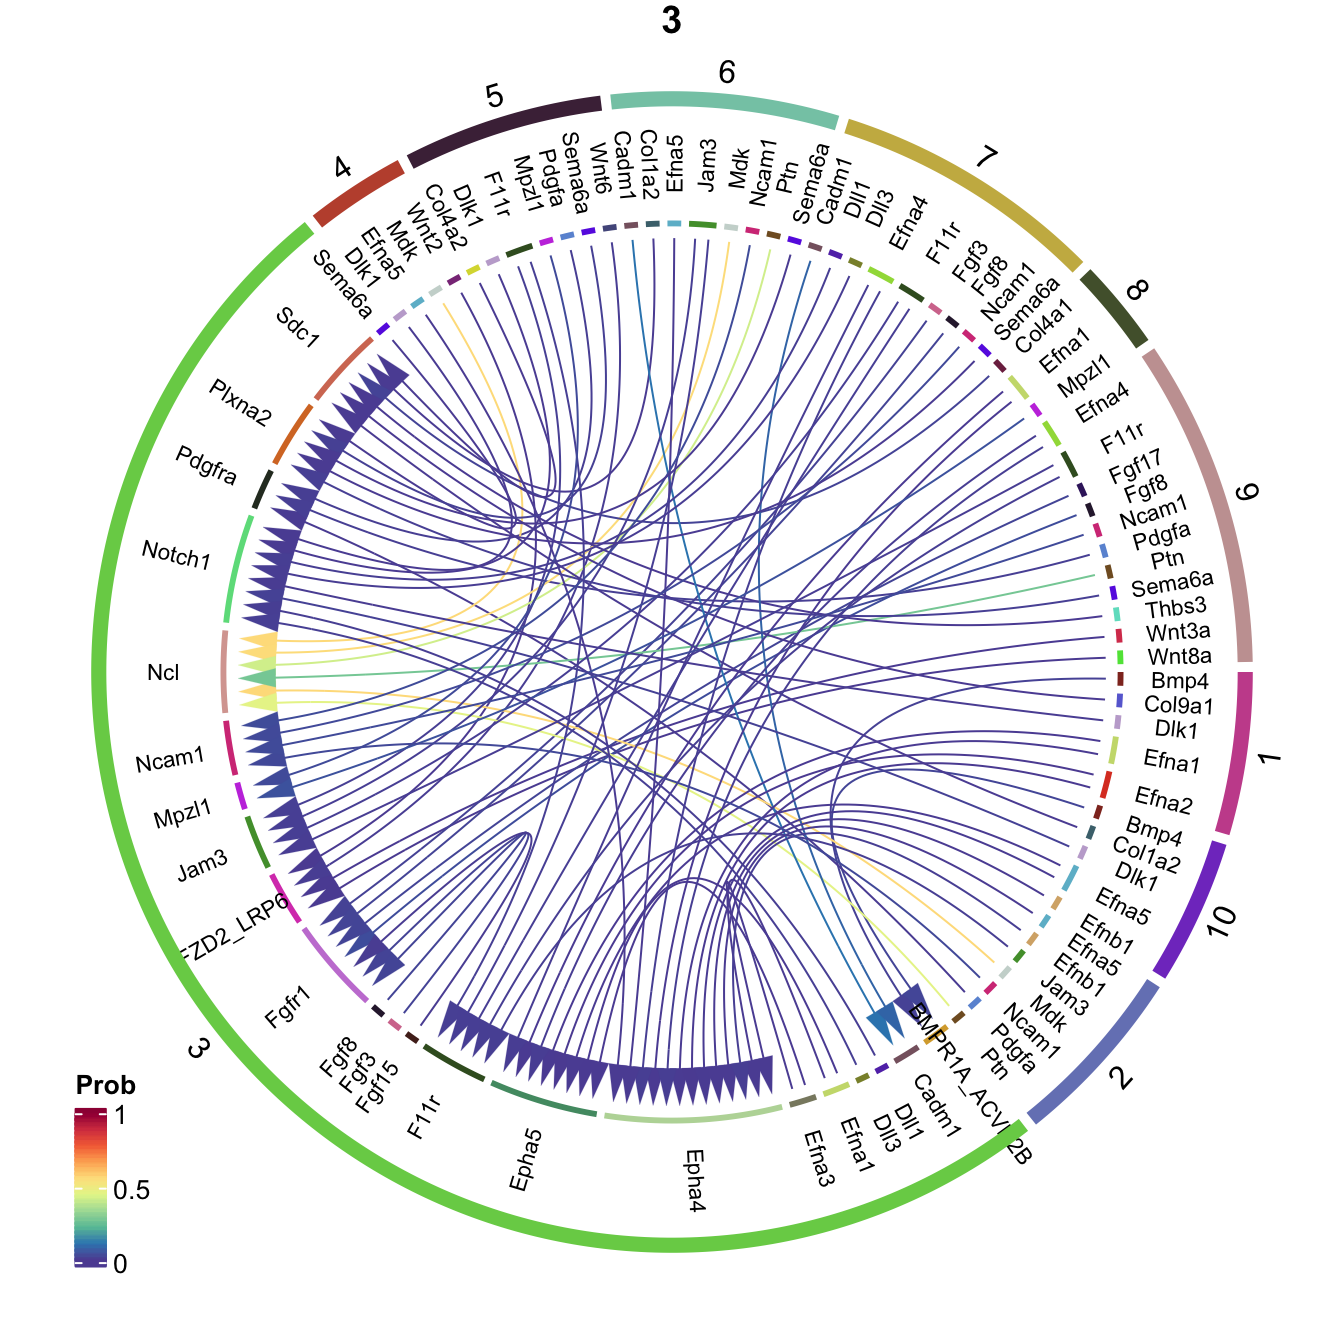 3
6
5
7
4
8
9
3
1
10
2
Sema6a
Dlk1
Efna5
Mdk
Wnt2
Col4a2
Dlk1
F11r
Mpzl1
Pdgfa
Sema6a
Wnt6
Cadm1
Col1a2
Efna5
Jam3
Mdk
Ncam1
Ptn
Sema6a
Cadm1
Dll1
Dll3
Efna4
F11r
Fgf3
Fgf8
Ncam1
Sema6a
Col4a1
Efna1
Mpzl1
Efna4
F11r
Fgf17
Fgf8
Ncam1
Pdgfa
Ptn
Sema6a
Thbs3
Wnt3a
Wnt8a
Bmp4
Col9a1
Dlk1
Efna1
Efna2
Bmp4
Col1a2
Dlk1
Efna5
Efnb1
Efna5
Efnb1
Jam3
Mdk
Ncam1
Pdgfa
Ptn
BMPR1A_ACVR2B
Cadm1
Dll1
Dll3
Efna1
Efna3
Epha4
Epha5
F11r
Fgf15
Fgf3
Fgf8
Fgfr1
FZD2_LRP6
Jam3
Mpzl1
Ncam1
Ncl
Notch1
Pdgfra
Plxna2
Sdc1
Prob
1
0.5
0